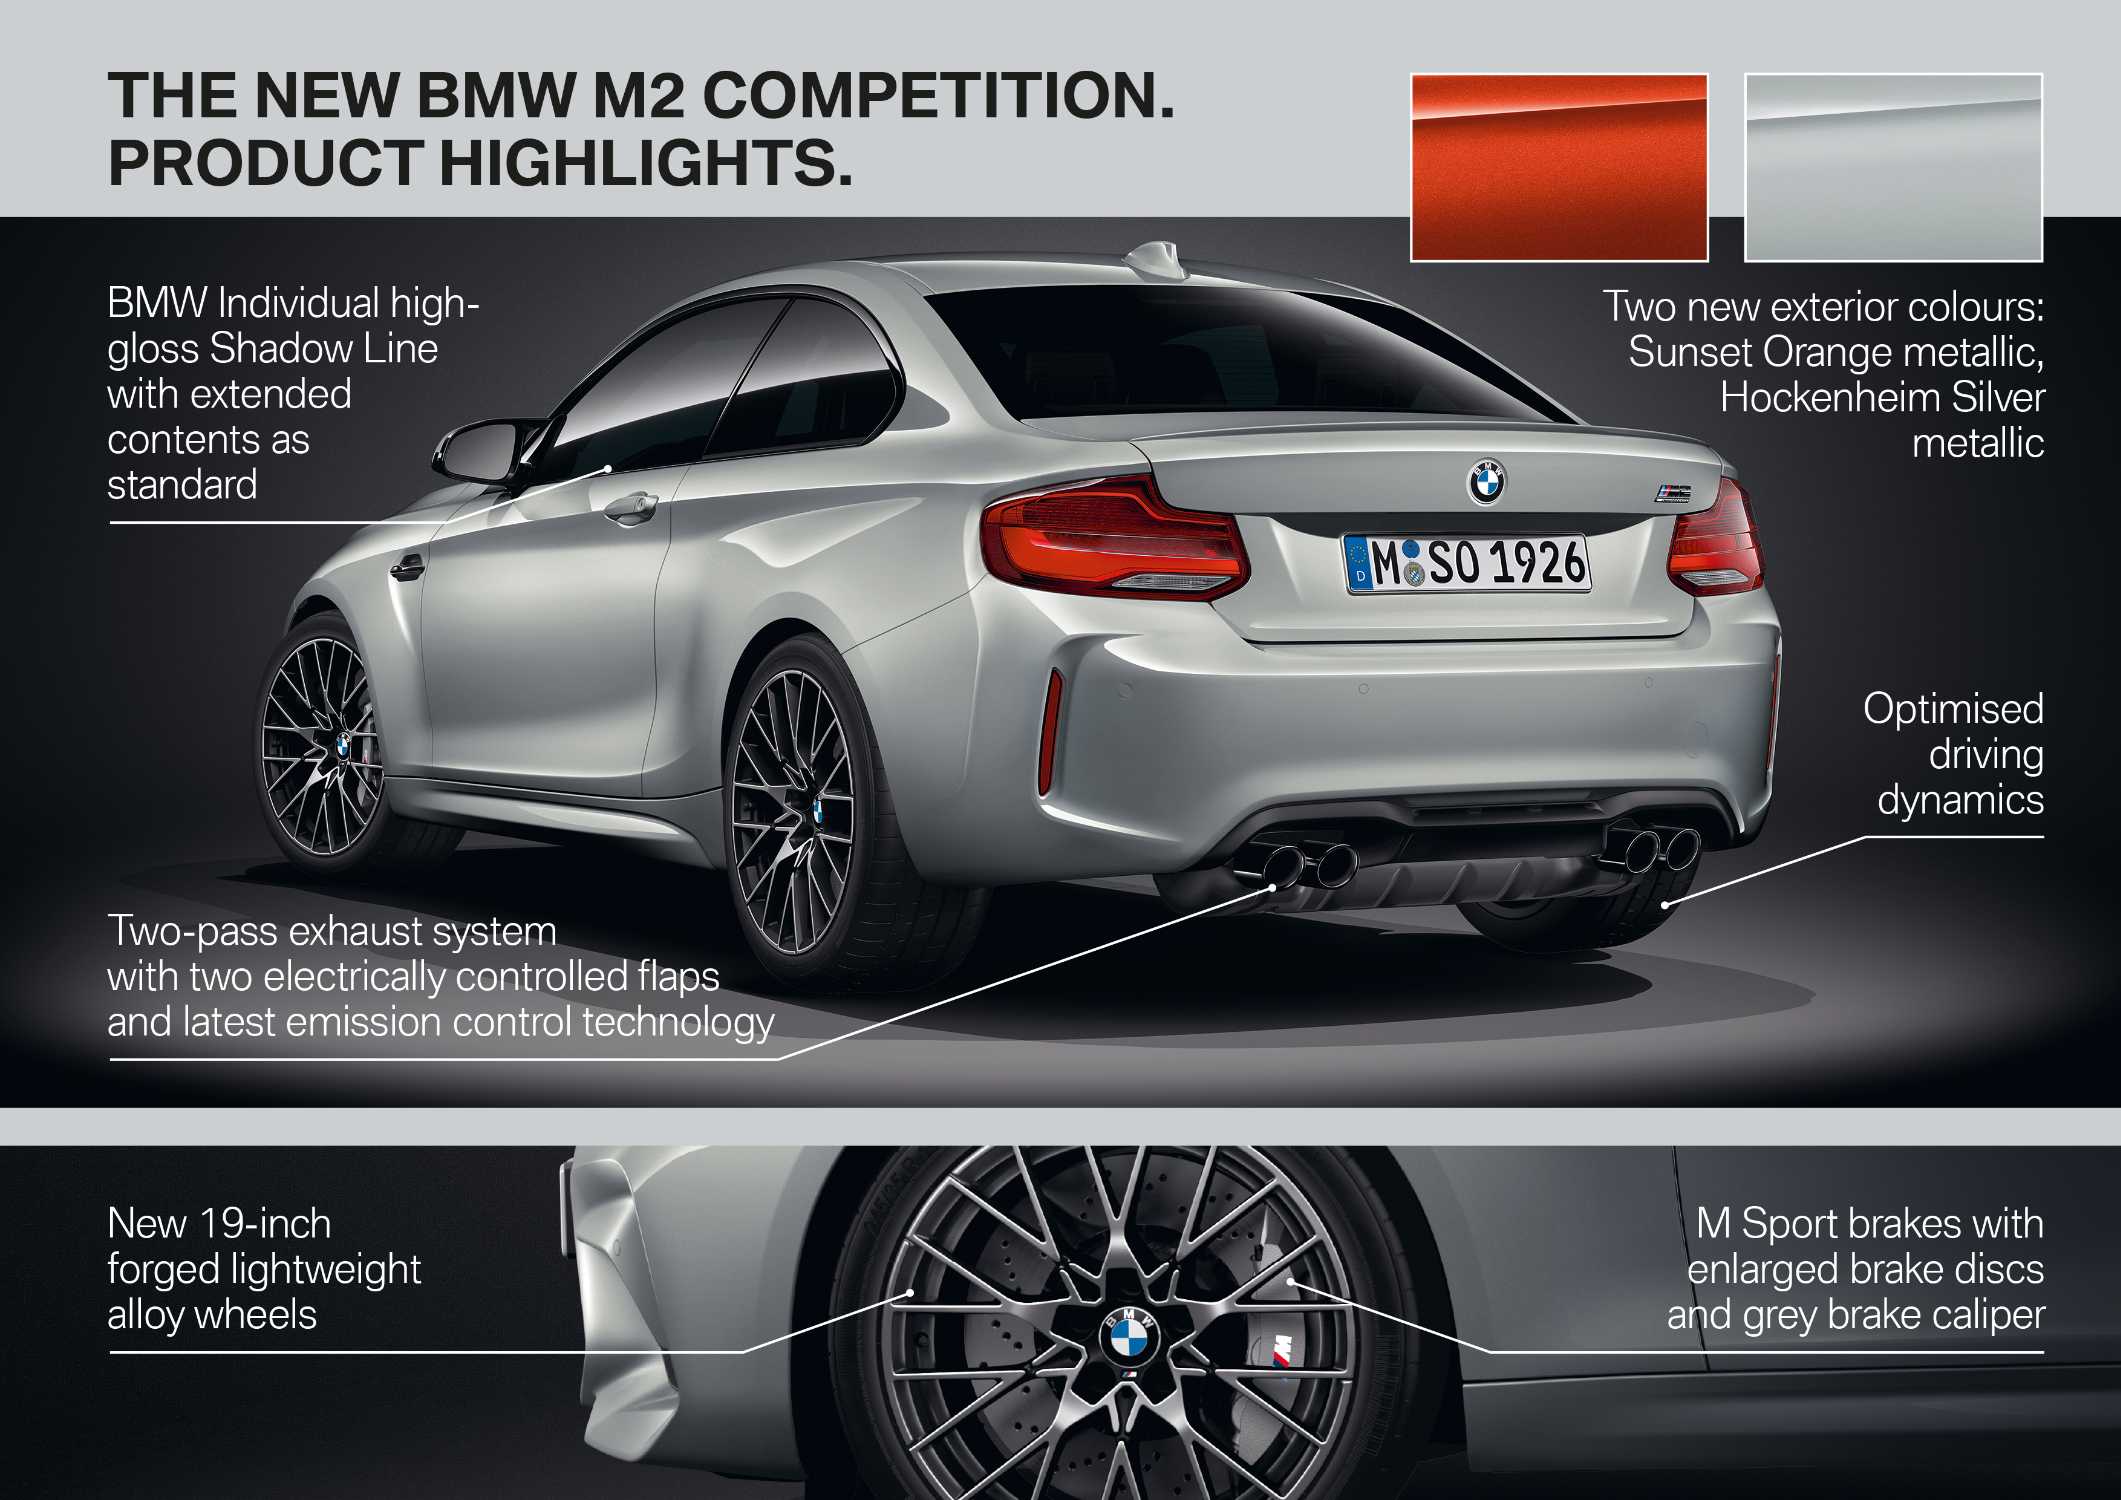 THE NEW BMW M2 COMPETITION.
PRODUCT HIGHLIGHTS.
BMW Individual high-
gloss Shadow Line
with extended
contents as
standard
Two new exterior colours:
Sunset Orange metallic,
Hockenheim Silver
metallic
BMW
M2
M SO 1926
D
Optimised
driving
dynamics
Two-pass exhaust system
with two electrically controlled flaps
and latest emission control technology
New 19-inch
forged lightweight
alloy wheels
BMW
M
M Sport brakes with
enlarged brake discs
and grey brake caliper